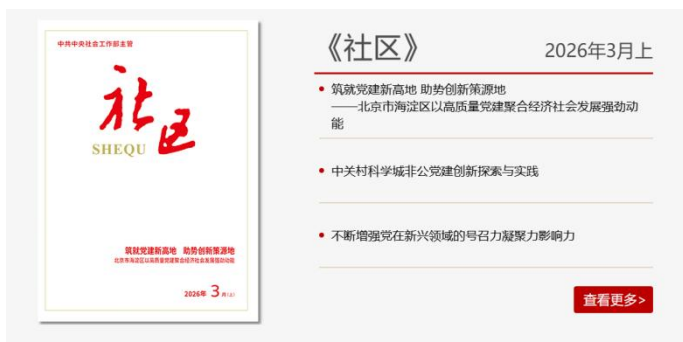 中共中央社会工作部主管
社区
SHEQU
筑就党建新高地 助势创新策源地
北京市海淀区以高质量党建聚合经济社会发展强劲动能
2026年 3月(上)
《社区》
2026年3月上
筑就党建新高地 助势创新策源地
——北京市海淀区以高质量党建聚合经济社会发展强劲动
能
中关村科学城非公党建创新探索与实践
不断增强党在新兴领域的号召力凝聚力影响力
查看更多>